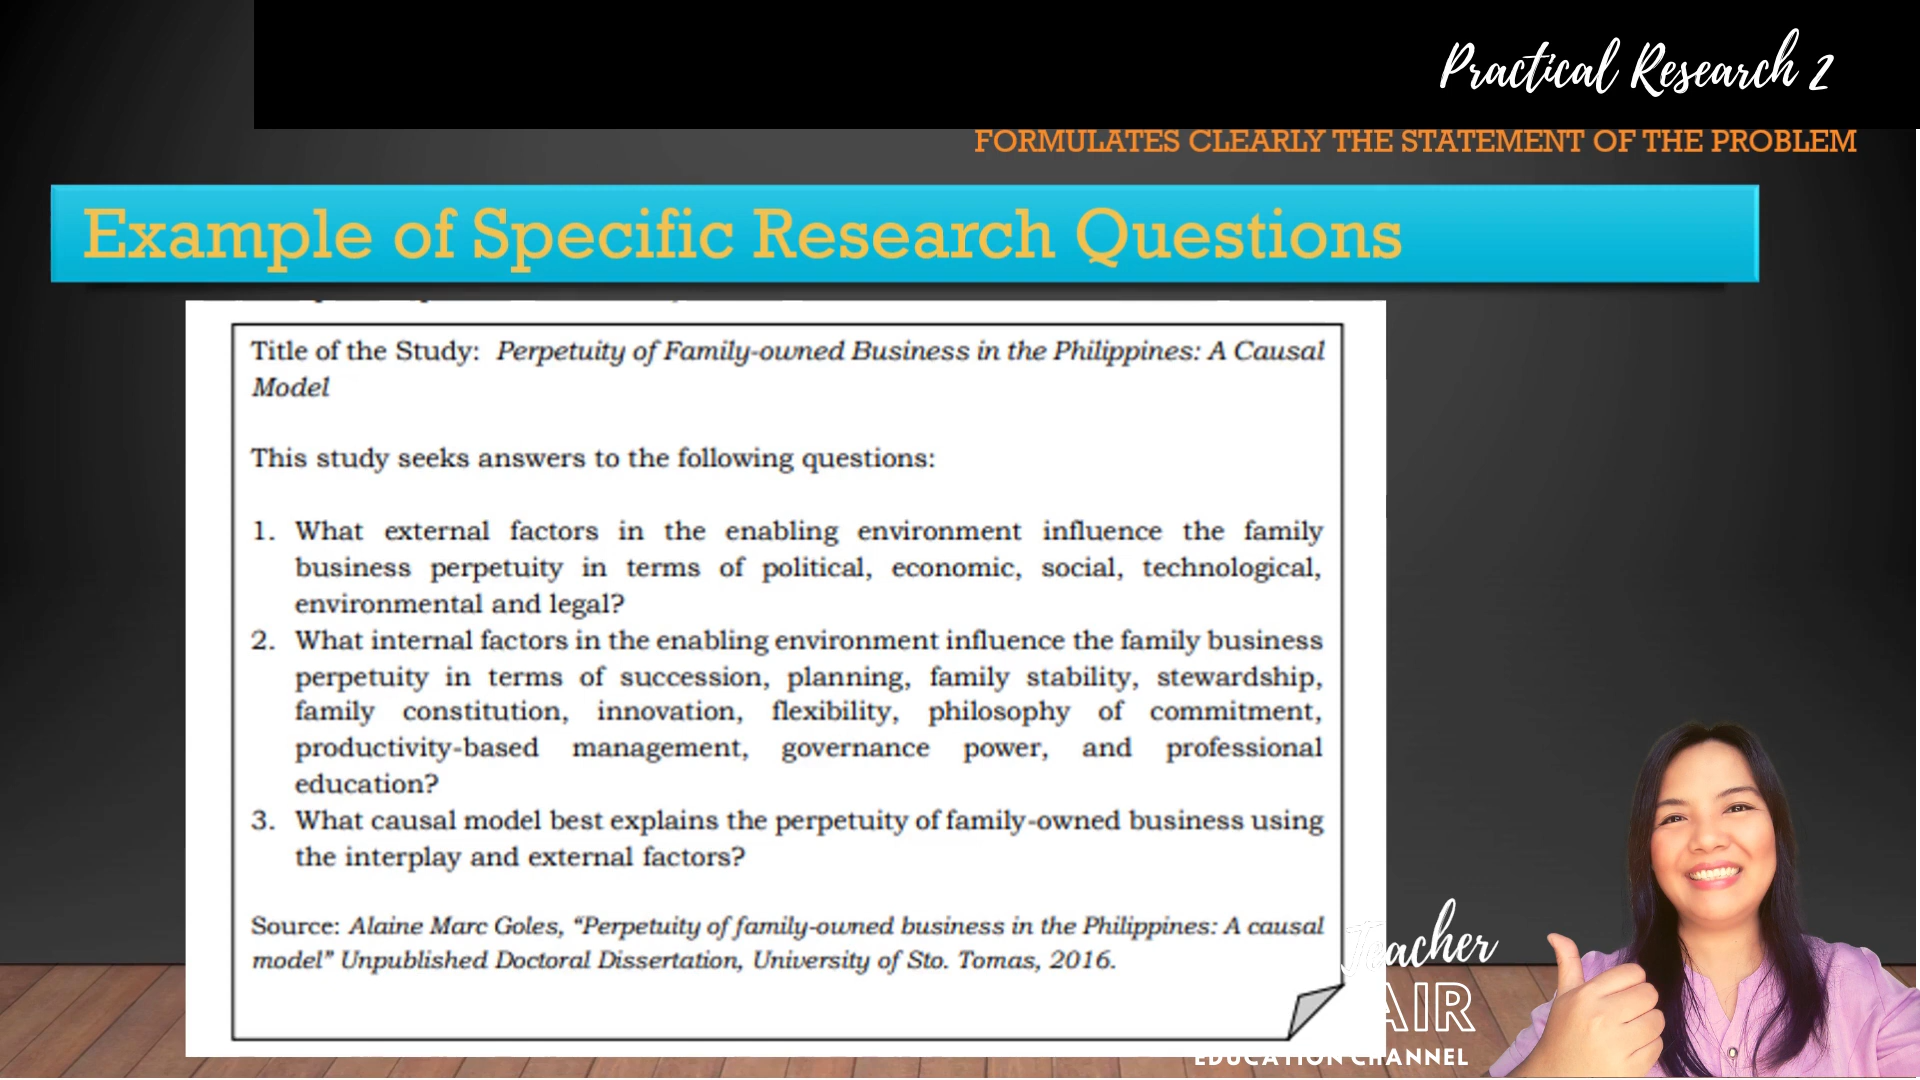 Practical Research 2
FORMULATES CLEARLY THE STATEMENT OF THE PROBLEM
Example of Specific Research Questions
Title of the Study: Perpetuity of Family-owned Business in the Philippines: A Causal
Model
This study seeks answers to the following questions:
1. What external factors in the enabling environment influence the family
business perpetuity in terms of political, economic, social, technological,
environmental and legal?
2. What internal factors in the enabling environment influence the family business
perpetuity in terms of succession, planning, family stability, stewardship,
family constitution, innovation, flexibility, philosophy of commitment,
productivity-based management, governance power, and professional
education?
3. What causal model best explains the perpetuity of family-owned business using
the interplay and external factors?
Source: Alaine Marc Goles, “Perpetuity of family-owned business in the Philippines: A causal
model” Unpublished Doctoral Dissertation, University of Sto. Tomas, 2016.
Teacher
AIR
EDUCATION CHANNEL